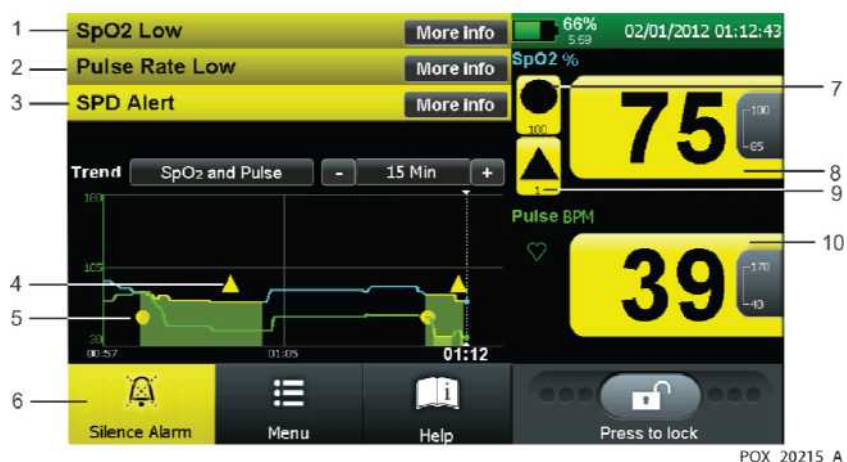 1
SpO2 Low
More info
2
Pulse Rate Low
More info
3
SPD Alert
More info
66%
5:59
02/01/2012 01:12:43
SpO2 %
7
100
75
100
85
8
1
9
Trend
SpO2 and Pulse
-
15 Min
+
180
105
30
4
5
00:57
01:05
01:12
Pulse BPM
10
39
170
40
6
Silence Alarm
Menu
Help
Press to lock
POX_20215_A